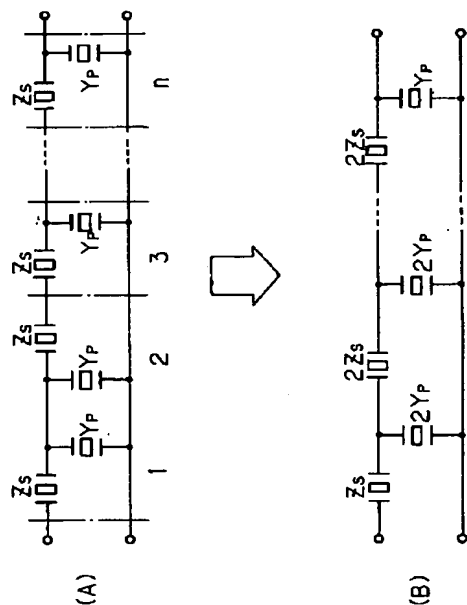 (A)
Zs Zs Zs Zs
YP YP YP YP
1 2 3 n
(B)
Zs 2Zs 2Zs
2YP 2YP YP